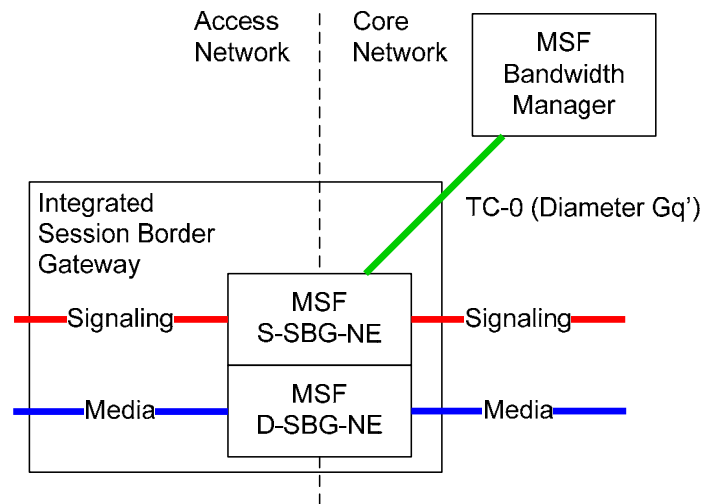 Access
Network
Core
Network
MSF
Bandwidth
Manager
Integrated
Session Border
Gateway
TC-0 (Diameter Gq’)
MSF
S-SBG-NE
Signaling
Signaling
MSF
D-SBG-NE
Media
Media